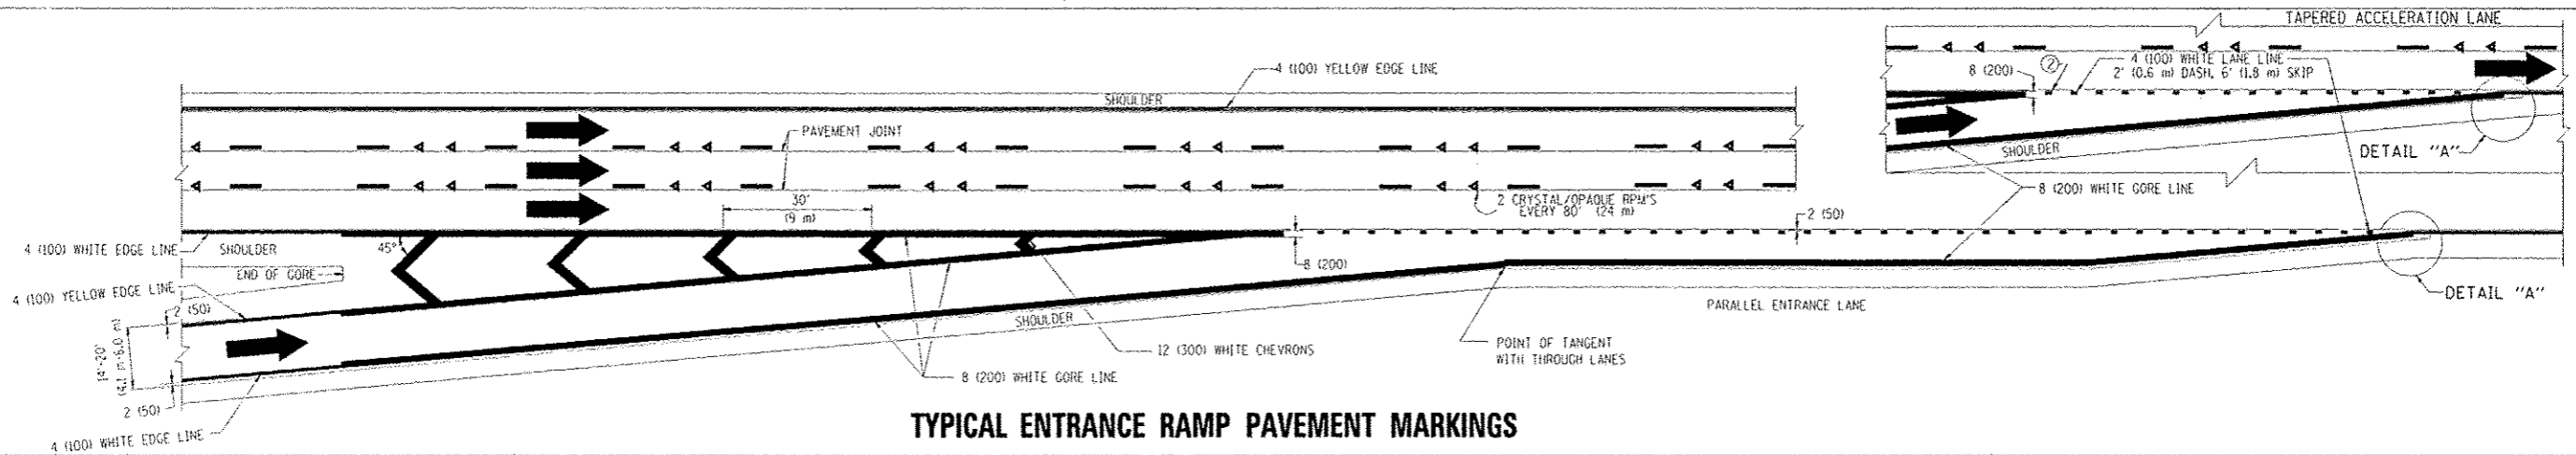 TAPERED ACCELERATION LANE
4 (100) YELLOW EDGE LINE
8 (200)
2
4 (100) WHITE LANE LINE
2' (0.6 m) DASH, 6' (1.8 m) SKIP
SHOULDER
PAVEMENT JOINT
SHOULDER
DETAIL "A"
30'
(9 m)
2 CRYSTAL/OPAQUE RPM'S
EVERY 80' (24 m)
8 (200) WHITE GORE LINE
2 (50)
4 (100) WHITE EDGE LINE
SHOULDER
45°
END OF GORE
8 (200)
4 (100) YELLOW EDGE LINE
2 (50)
DETAIL "A"
PARALLEL ENTRANCE LANE
SHOULDER
14'-20'
(4.1 m-6.0 m)
12 (300) WHITE CHEVRONS
POINT OF TANGENT
WITH THROUGH LANES
8 (200) WHITE GORE LINE
2 (50)
4 (100) WHITE EDGE LINE
TYPICAL ENTRANCE RAMP PAVEMENT MARKINGS